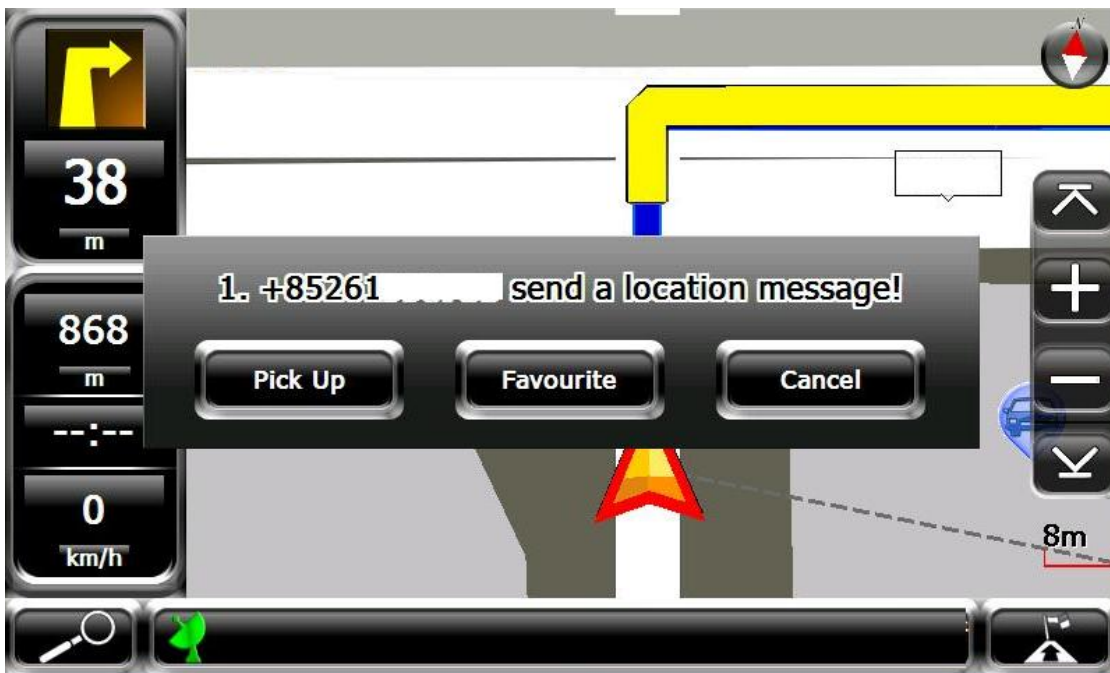 N
38
m
1. +85261 send a location message!
868
m
Pick Up
Favourite
Cancel
--:--
0
km/h
8m